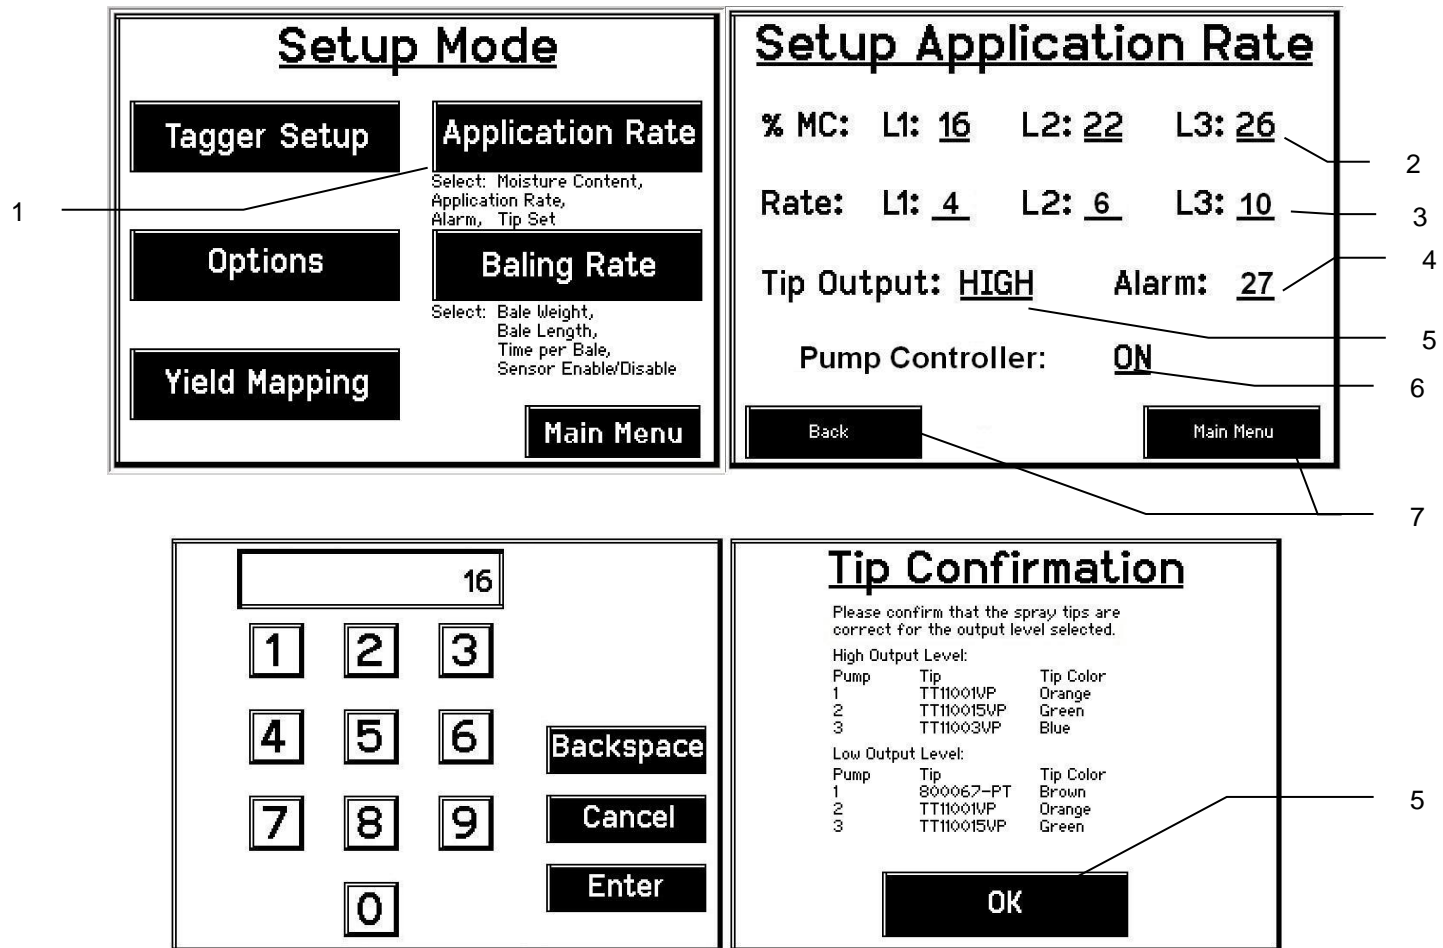 Setup Mode
Tagger Setup
Application Rate
Select: Moisture Content,
Application Rate,
Alarm, Tip Set
1
Options
Baling Rate
Select: Bale Weight,
Bale Length,
Time per Bale,
Sensor Enable/Disable
Yield Mapping
Main Menu
Setup Application Rate
% MC: L1: 16 L2: 22 L3: 26
2
Rate: L1: 4 L2: 6 L3: 10
3
4
Tip Output: HIGH Alarm: 27
5
Pump Controller: ON
6
Back
Main Menu
7
16
1 2 3
4 5 6
Backspace
7 8 9
Cancel
Enter
0
Tip Confirmation
Please confirm that the spray tips are
correct for the output level selected.
High Output Level:
Pump Tip Tip Color
1 TT11001VP Orange
2 TT110015VP Green
3 TT11003VP Blue
Low Output Level:
Pump Tip Tip Color
1 800067-PT Brown
2 TT11001VP Orange
3 TT110015VP Green
5
OK